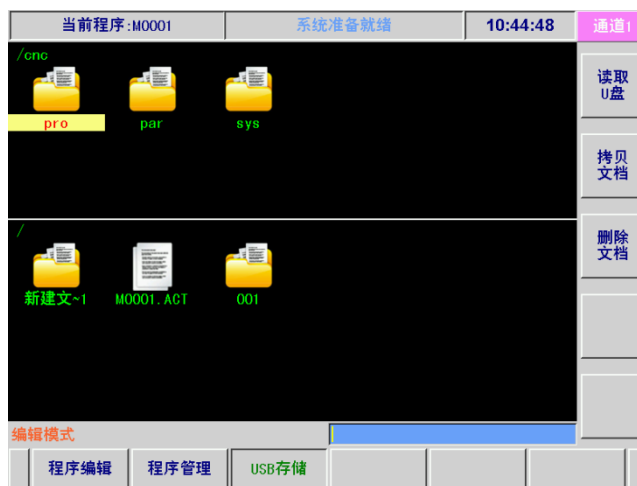 当前程序:M0001 系统准备就绪 10:44:48 通道1
/cnc
pro par sys
读取
U盘
拷贝
文档
/
新建文~1 M0001.ACT 001
删除
文档
编辑模式
程序编辑 程序管理 USB存储